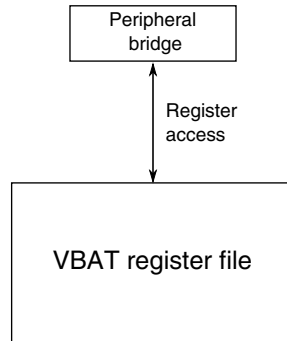 Peripheral
bridge
Register
access
VBAT register file